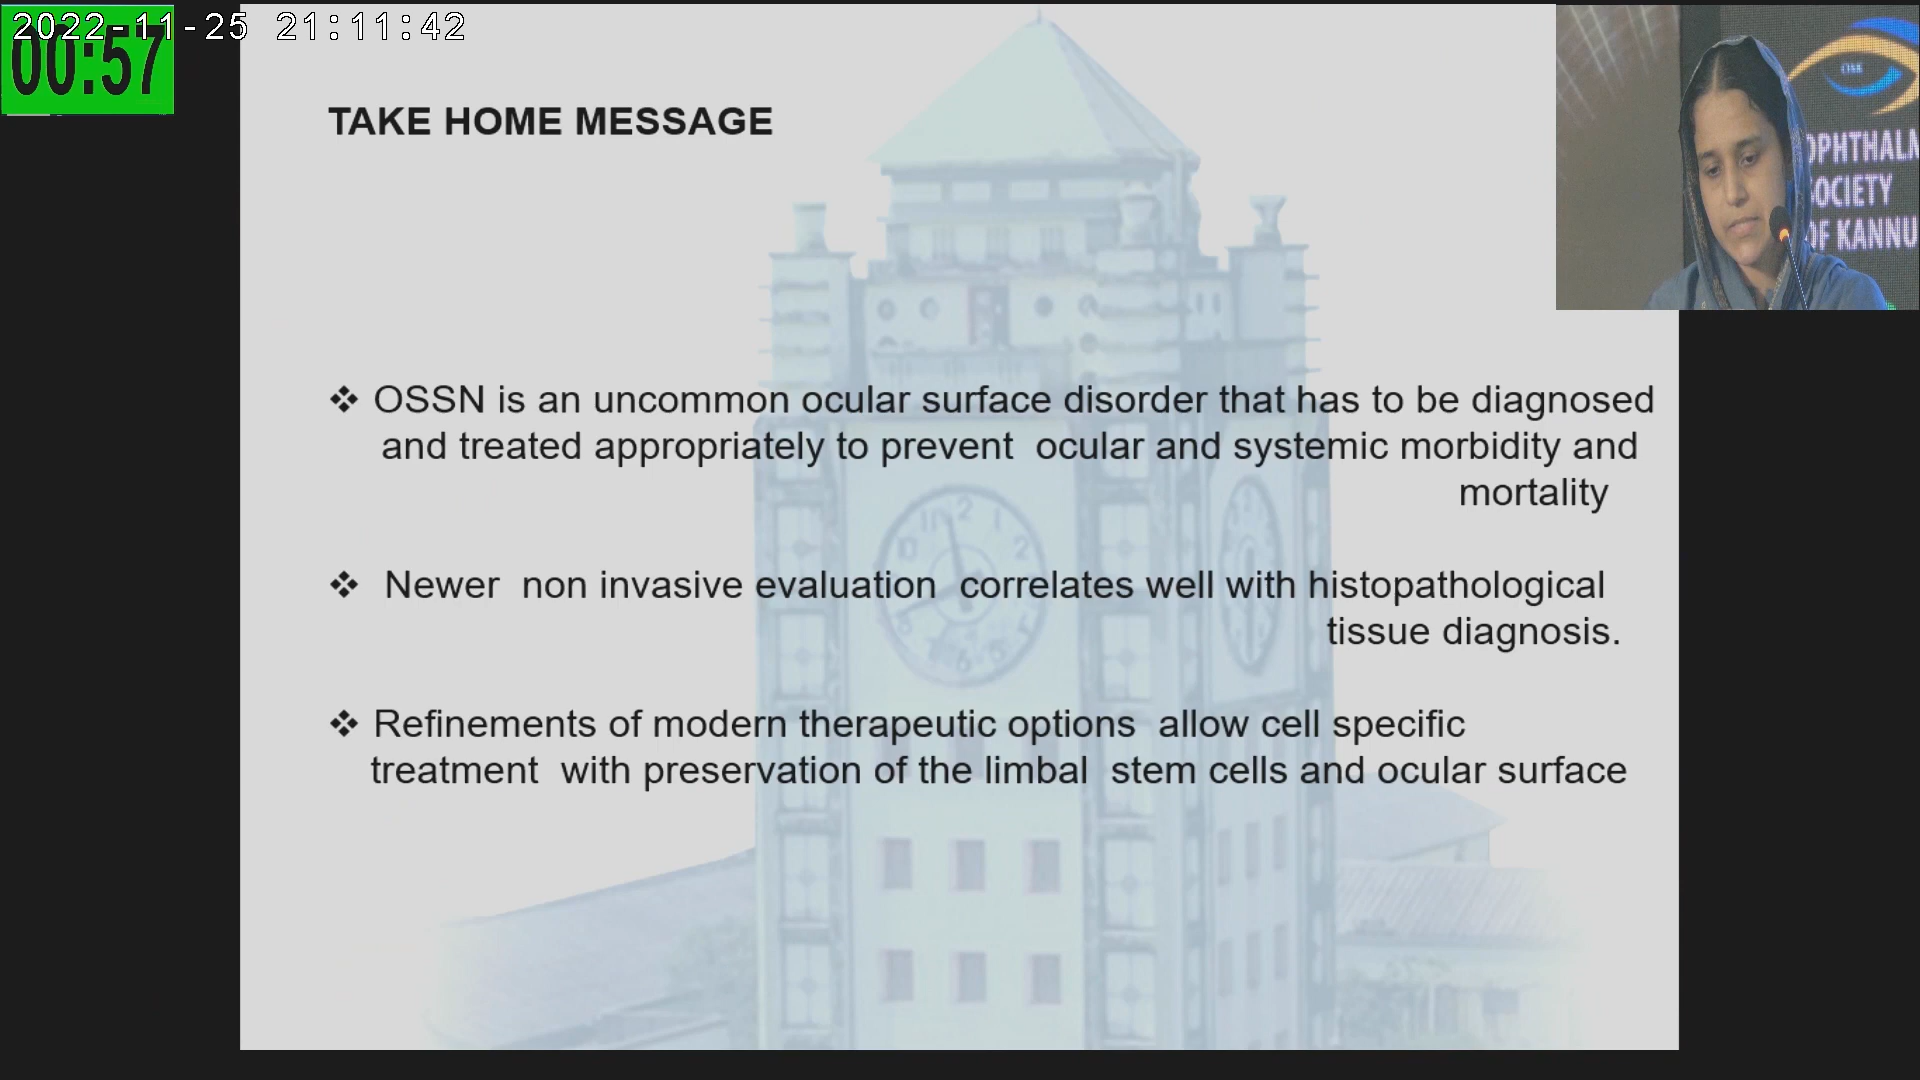 2022-11-25 21:11:42
00:57
TAKE HOME MESSAGE
OSK
OPHTHALM
SOCIETY
OF KANNU
❖ OSSN is an uncommon ocular surface disorder that has to be diagnosed
and treated appropriately to prevent ocular and systemic morbidity and
mortality
❖ Newer non invasive evaluation correlates well with histopathological
tissue diagnosis.
❖ Refinements of modern therapeutic options allow cell specific
treatment with preservation of the limbal stem cells and ocular surface